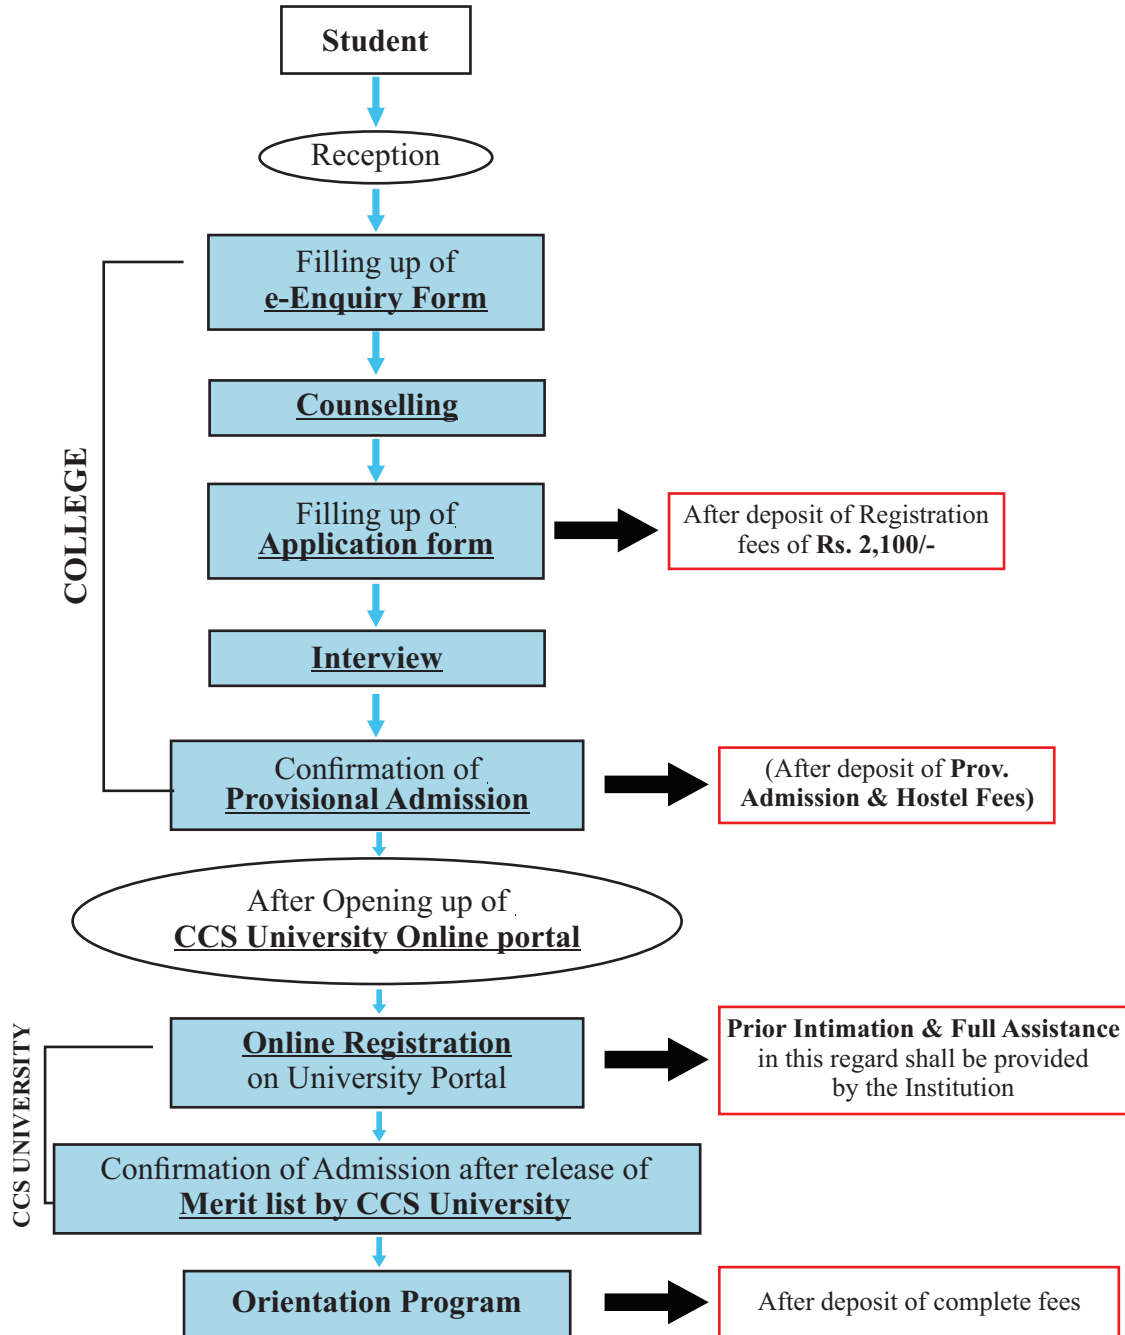 Student
Reception
Filling up of
e-Enquiry Form
Counselling
COLLEGE
Filling up of
Application form
After deposit of Registration
fees of Rs. 2,100/-
Interview
Confirmation of
Provisional Admission
(After deposit of Prov.
Admission & Hostel Fees)
After Opening up of
CCS University Online portal
CCS UNIVERSITY
Online Registration
on University Portal
Prior Intimation & Full Assistance
in this regard shall be provided
by the Institution
Confirmation of Admission after release of
Merit list by CCS University
Orientation Program
After deposit of complete fees